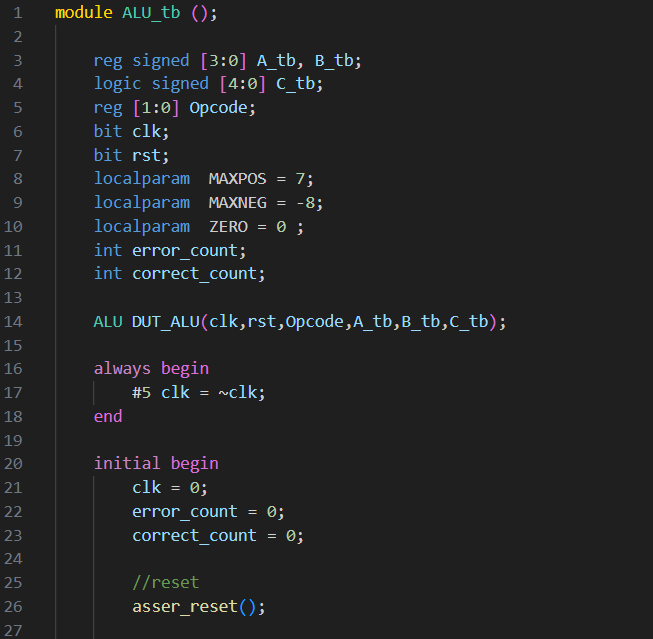 1 module ALU_tb ();
2
3 reg signed [3:0] A_tb, B_tb;
4 logic signed [4:0] C_tb;
5 reg [1:0] Opcode;
6 bit clk;
7 bit rst;
8 localparam  MAXPOS = 7;
9 localparam  MAXNEG = -8;
10 localparam  ZERO = 0 ;
11 int error_count;
12 int correct_count;
13
14 ALU DUT_ALU(clk,rst,Opcode,A_tb,B_tb,C_tb);
15
16 always begin
17 #5 clk = ~clk;
18 end
19
20 initial begin
21 clk = 0;
22 error_count = 0;
23 correct_count = 0;
24
25 //reset
26 asser_reset();
27